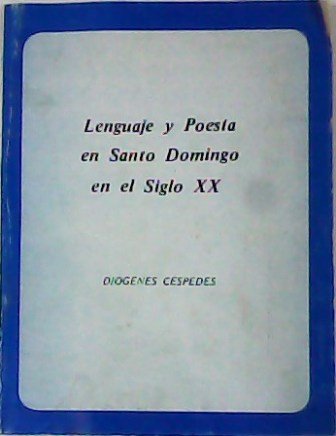 Lenguaje y Poesía
en Santo Domingo
en el Siglo XX
DIOGENES CESPEDES